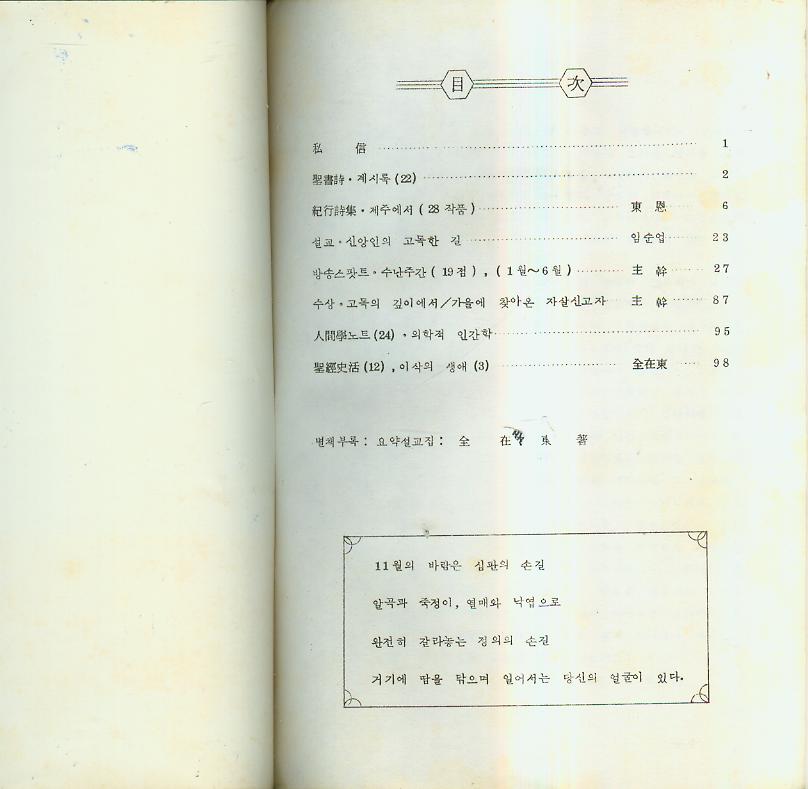 目 次
私 信 1
聖書詩・계시록 (22) 2
紀行詩集・제주에서 ( 28 작품 ) 東 恩 6
설교・신앙인의 고독한 길 임순업 23
방송스팟트・수난주간 ( 19 점 ) , ( 1 월～6 월 ) 主 幹 27
수상・고독의 깊이에서／가을에 찾아온 자살신고자 主 幹 87
人間學노트 (24) ・의학적 인간학 95
聖經史活 (12) , 이삭의 생애 (3) 全在東 98
별책부록 : 요약설교집 : 全 在 東 著
11월의 바람은 심판의 손길
알곡과 죽정이, 열매와 낙엽으로
완전히 갈라놓는 정의의 손길
거기에 땀을 닦으며 일어서는 당신의 얼굴이 있다.